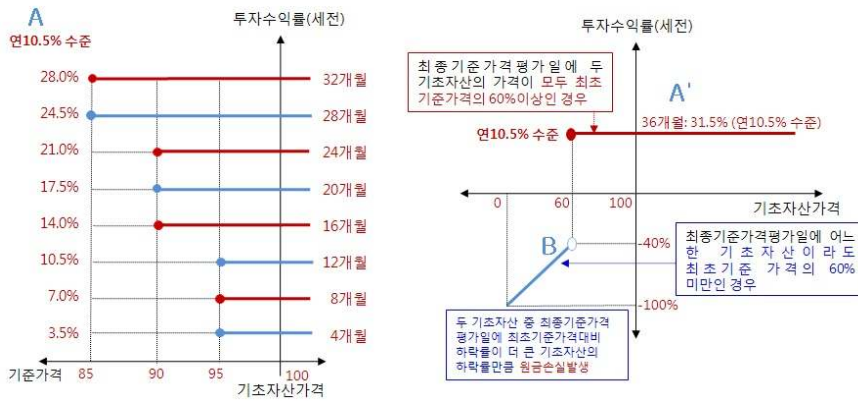 A
투자수익률(세전)
연10.5% 수준
28.0%
32개월
24.5%
28개월
21.0%
24개월
17.5%
20개월
14.0%
16개월
10.5%
12개월
7.0%
8개월
3.5%
4개월
기준가격
85
90
95
100
기초자산가격
투자수익률(세전)
최종기준가격평가일에 두
기초자산의 가격이 모두 최초
기준가격의 60%이상인 경우
A'
연10.5% 수준
36개월: 31.5% (연10.5% 수준)
0
60
100
기초자산가격
B
-40%
-100%
최종기준가격평가일에 어느
한 기초자산이라도
최초기준 가격의 60%
미만인 경우
두 기초자산 중 최종기준가격
평가일에 최초기준가격대비
하락률이 더 큰 기초자산의
하락률만큼 원금손실발생